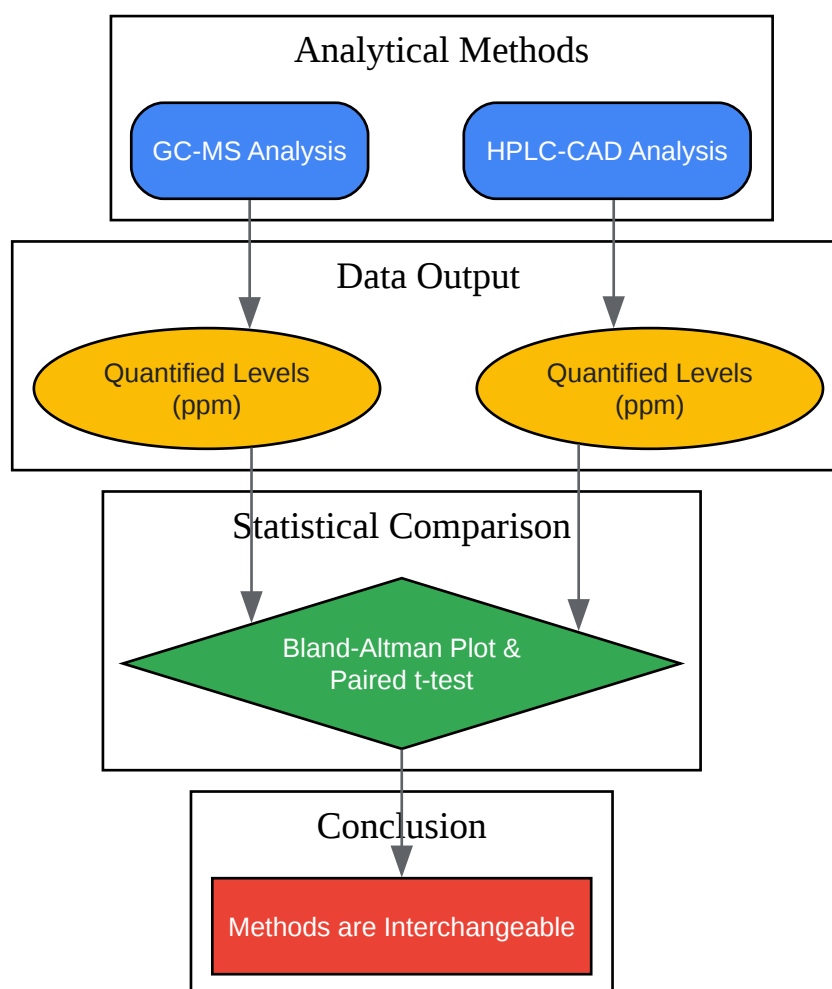 Analytical Methods
GC-MS Analysis
HPLC-CAD Analysis
Data Output
Quantified Levels
(ppm)
Quantified Levels
(ppm)
Statistical Comparison
Bland-Altman Plot &
Paired t-test
Conclusion
Methods are Interchangeable